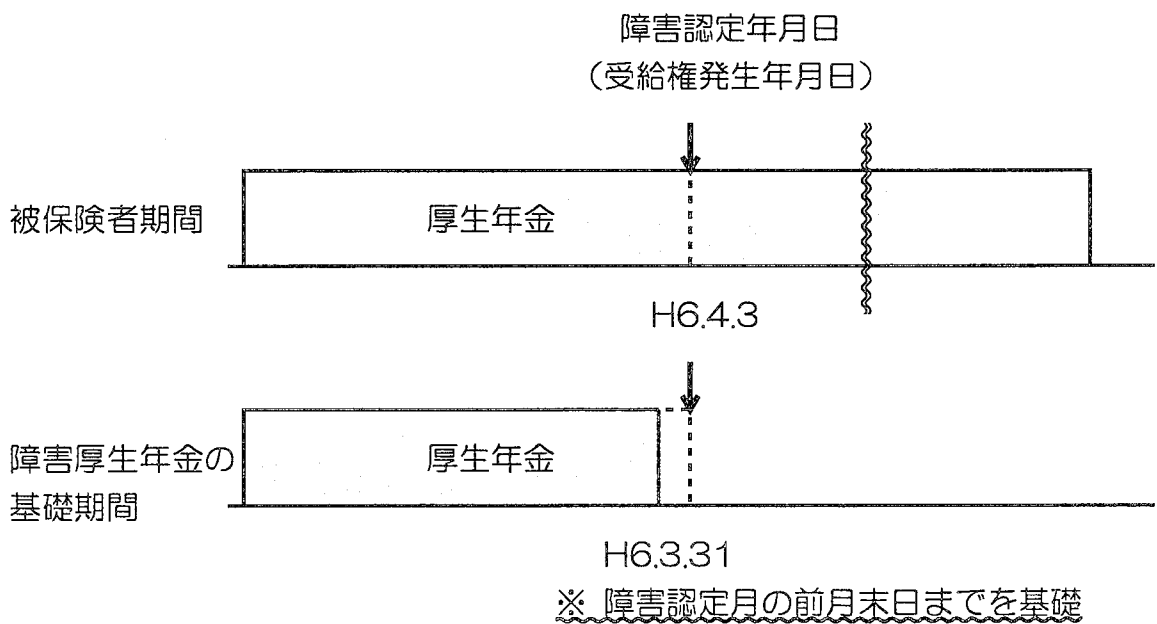 障害認定年月日
（受給権発生年月日）
被保険者期間
厚生年金
H6.4.3
障害厚生年金の
基礎期間
厚生年金
H6.3.31
※ 障害認定月の前月末日までを基礎